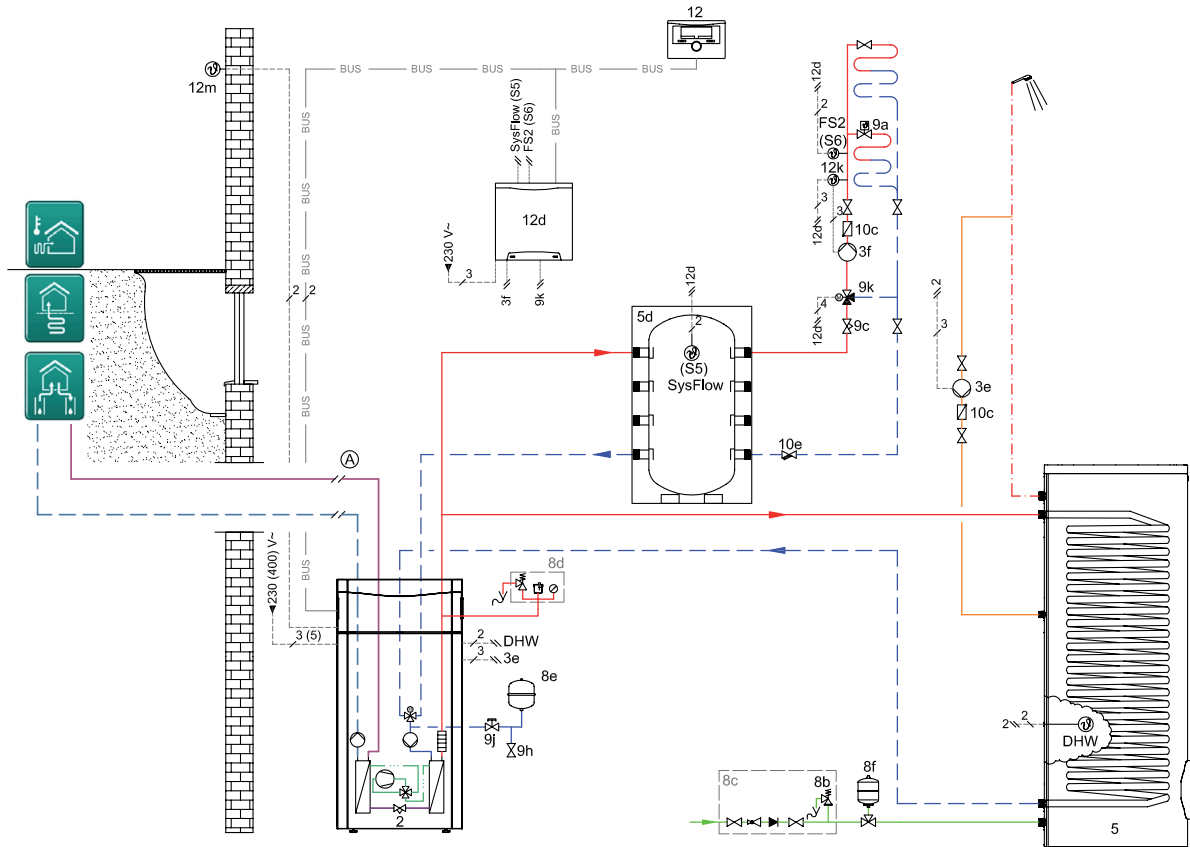 12
BUS BUS BUS BUS BUS
12m
BUS
BUS
BUS
BUS
2 2
BUS
BUS
SysFlow (S5)
FS2 (S6)
BUS
12d
230 V~
3
3f
9k
12d
2
FS2
(S6)
9a
12k
3
12d
3
10c
3f
9k
4
12d
9c
12d
2
5d
(S5)
SysFlow
10e
2
3
3e
10c
A
230 (400) V~
3 (5)
BUS
8d
2
DHW
3
3e
8e
9j
9h
2
2
2
DHW
8c
8b
8f
5